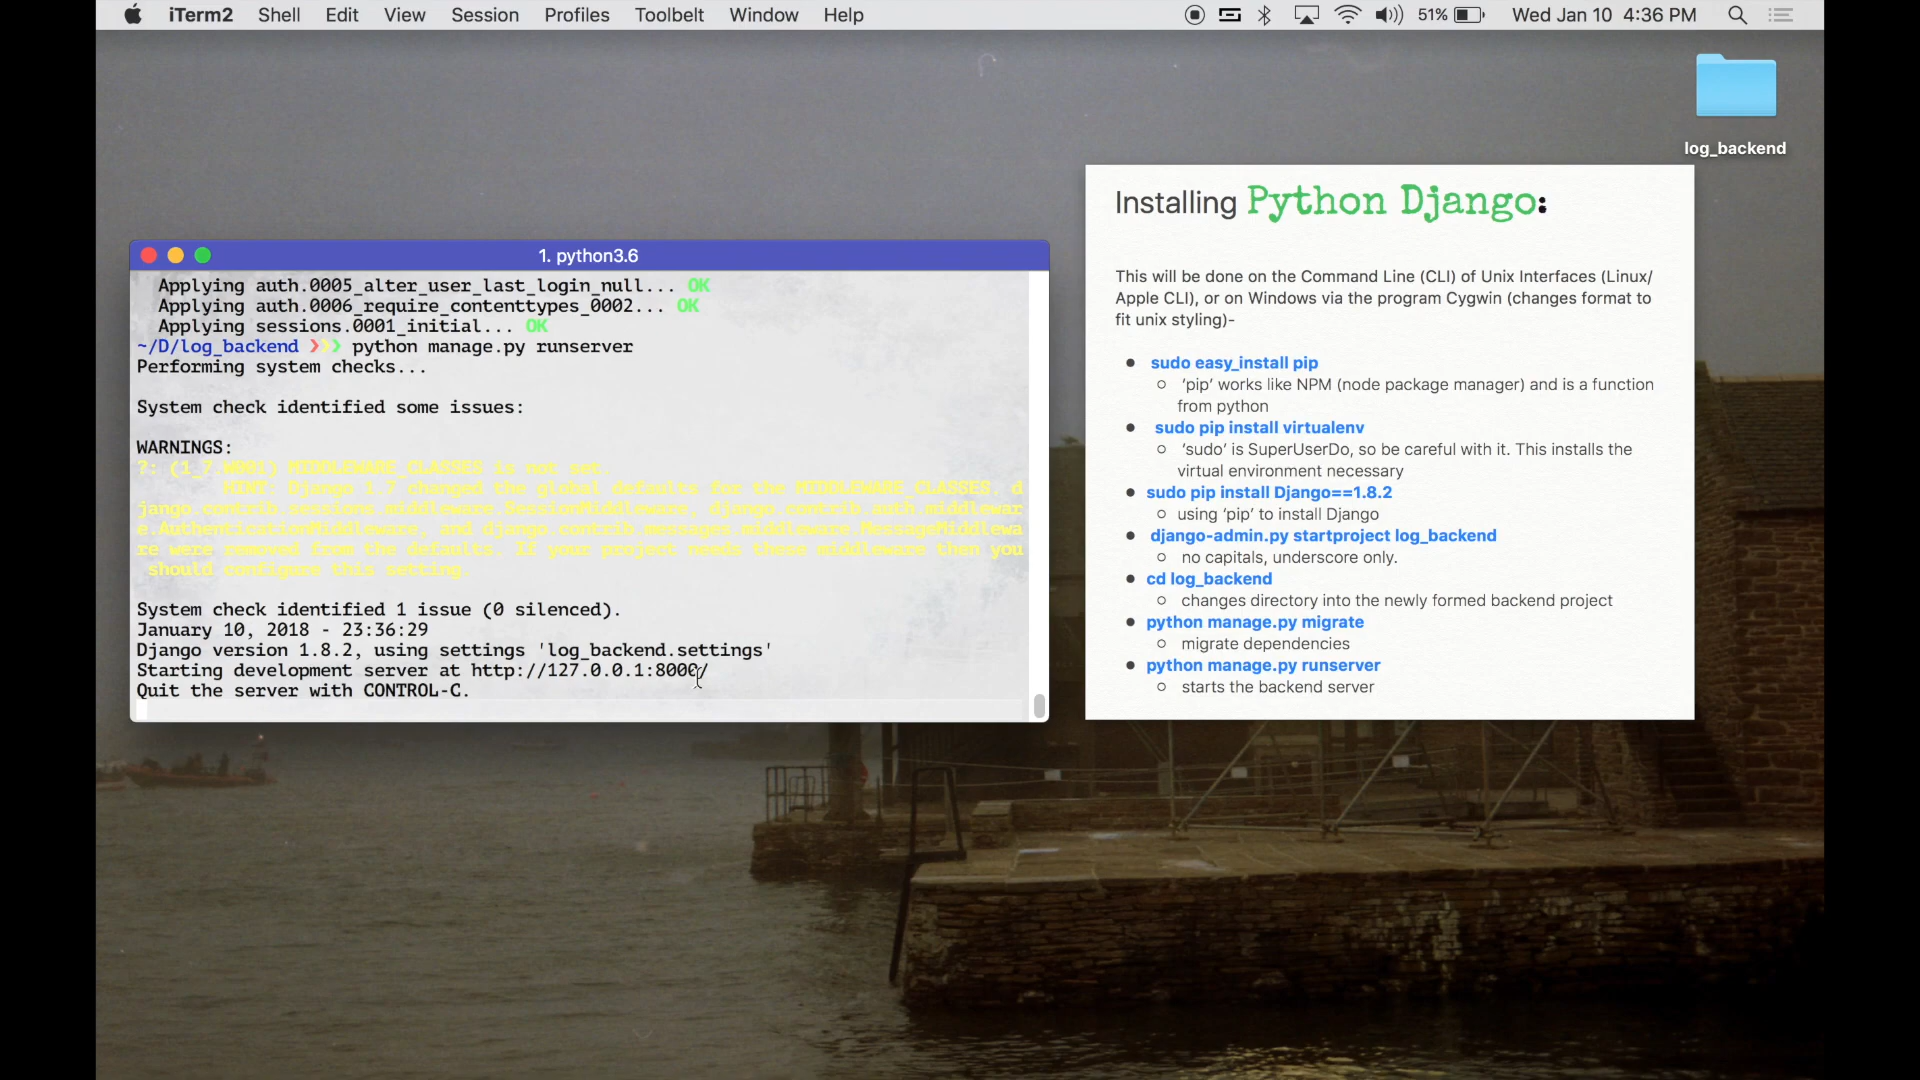 iTerm2 Shell Edit View Session Profiles Toolbelt Window Help 51% Wed Jan 10 4:36 PM
log_backend
1. python3.6
Applying auth.0005_alter_user_last_login_null... OK
Applying auth.0006_require_contenttypes_0002... OK
Applying sessions.0001_initial... OK
~/D/log_backend ❯❯❯ python manage.py runserver
Performing system checks...
System check identified some issues:
WARNINGS:
?: (1_7.W001) MIDDLEWARE_CLASSES is not set.
HINT: Django 1.7 changed the global defaults for the MIDDLEWARE_CLASSES. d
jango.contrib.sessions.middleware.SessionMiddleware, django.contrib.auth.middlewar
e.AuthenticationMiddleware, and django.contrib.messages.middleware.MessageMiddlewa
re were removed from the defaults. If your project needs these middleware then you
should configure this setting.
System check identified 1 issue (0 silenced).
January 10, 2018 - 23:36:29
Django version 1.8.2, using settings 'log_backend.settings'
Starting development server at http://127.0.0.1:8000/
Quit the server with CONTROL-C.
Installing Python Django:
This will be done on the Command Line (CLI) of Unix Interfaces (Linux/
Apple CLI), or on Windows via the program Cygwin (changes format to
fit unix styling)-
• sudo easy_install pip
○ ‘pip’ works like NPM (node package manager) and is a function
from python
• sudo pip install virtualenv
○ ‘sudo’ is SuperUserDo, so be careful with it. This installs the
virtual environment necessary
• sudo pip install Django==1.8.2
○ using ‘pip’ to install Django
• django-admin.py startproject log_backend
○ no capitals, underscore only.
• cd log_backend
○ changes directory into the newly formed backend project
• python manage.py migrate
○ migrate dependencies
• python manage.py runserver
○ starts the backend server